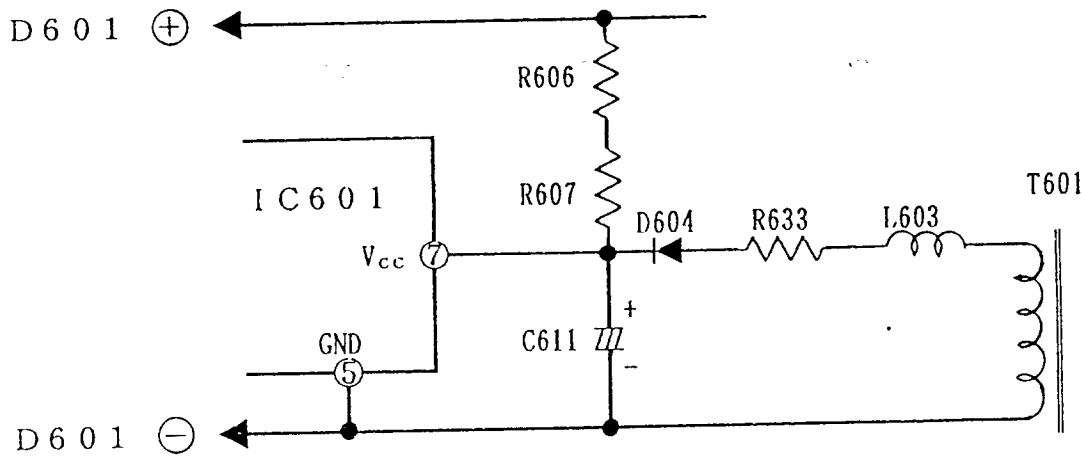 D601 ⊕
R606
R607
IC601
T601
D604
R633
L603
Vcc
7
+
C611
-
GND
5
D601 ⊖